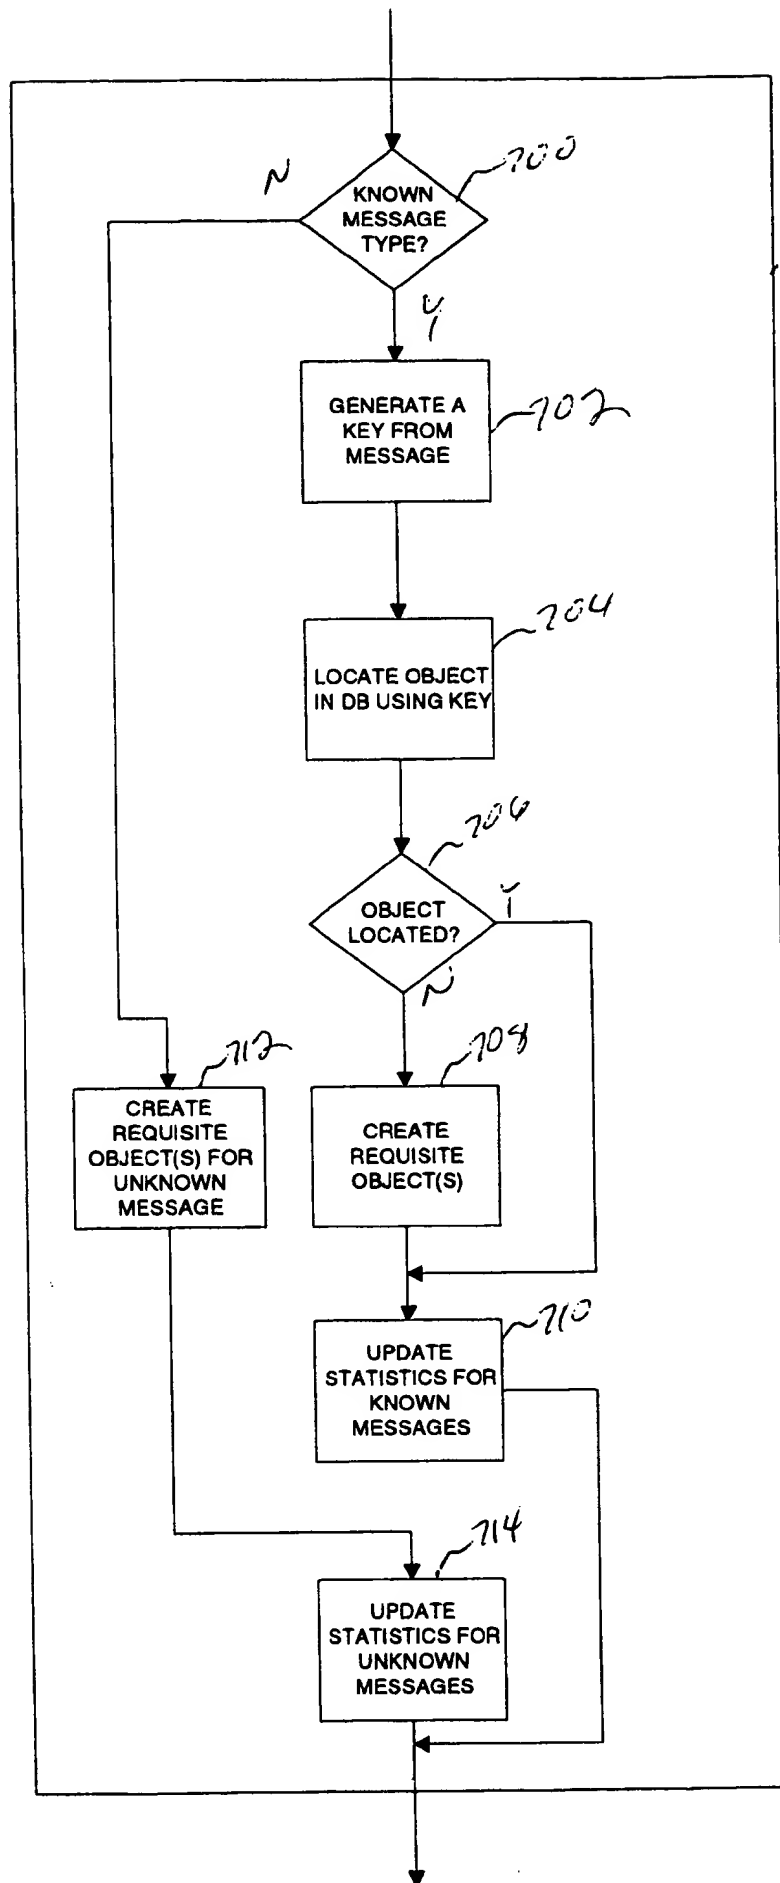 700
N
KNOWN
MESSAGE
TYPE?
Y
GENERATE A
KEY FROM
MESSAGE
702
704
LOCATE OBJECT
IN DB USING KEY
706
OBJECT
LOCATED?
Y
N
712
708
CREATE
REQUISITE
OBJECT(S) FOR
UNKNOWN
MESSAGE
CREATE
REQUISITE
OBJECT(S)
710
UPDATE
STATISTICS FOR
KNOWN
MESSAGES
714
UPDATE
STATISTICS FOR
UNKNOWN
MESSAGES